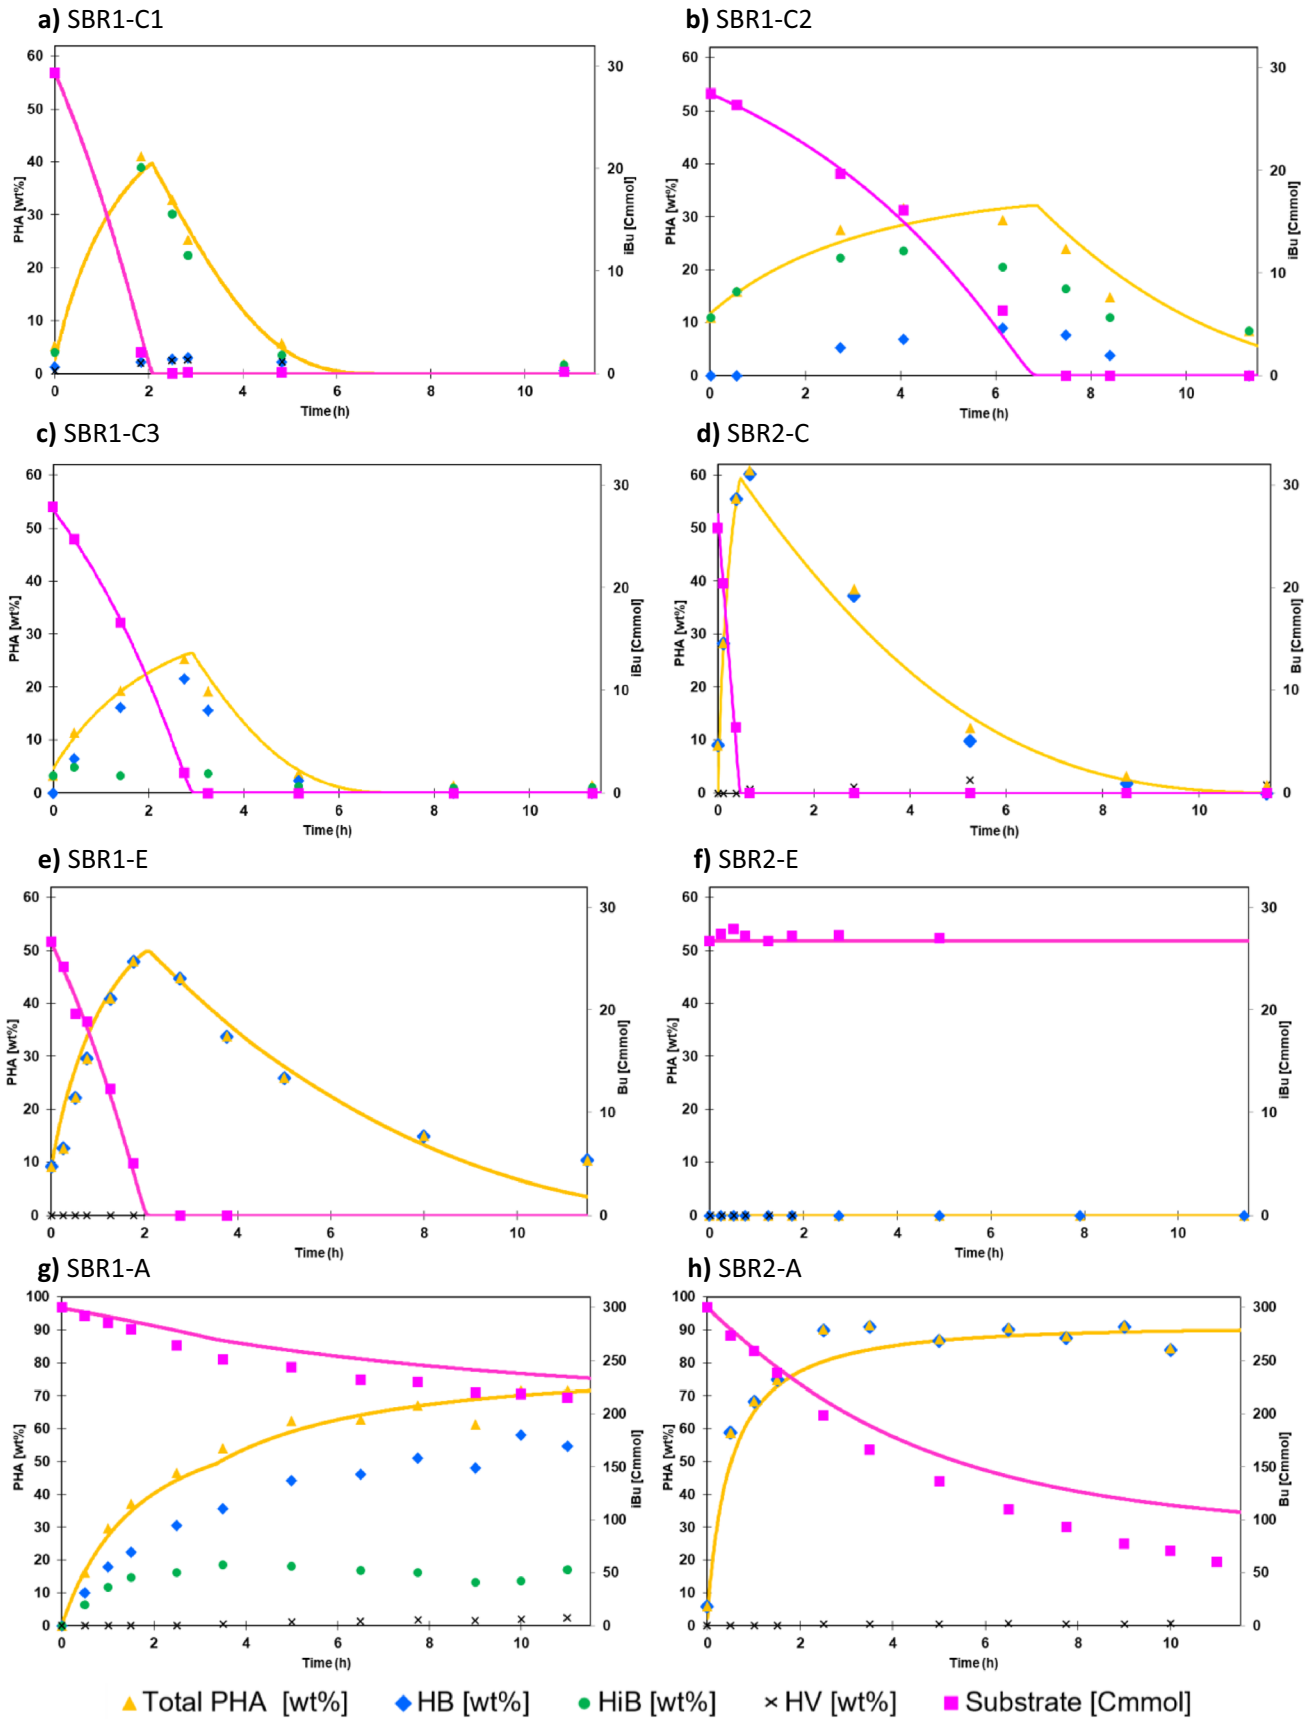 a) SBR1-C1
60
50
40
30
20
10
0
PHA [wt%]
30
20
10
0
iBu [Cmmol]
0 2 4 6 8 10
Time (h)
b) SBR1-C2
60
50
40
30
20
10
0
PHA [wt%]
30
20
10
0
iBu [Cmmol]
0 2 4 6 8 10
Time (h)
c) SBR1-C3
60
50
40
30
20
10
0
PHA [wt%]
30
20
10
0
iBu [Cmmol]
0 2 4 6 8 10
Time (h)
d) SBR2-C
60
50
40
30
20
10
0
PHA [wt%]
30
20
10
0
Bu [Cmmol]
0 2 4 6 8 10
Time (h)
e) SBR1-E
60
50
40
30
20
10
0
PHA [wt%]
30
20
10
0
Bu [Cmmol]
0 2 4 6 8 10
Time (h)
f) SBR2-E
60
50
40
30
20
10
0
PHA [wt%]
30
20
10
0
iBu [Cmmol]
0 2 4 6 8 10
Time (h)
g) SBR1-A
100
90
80
70
60
50
40
30
20
10
0
PHA [wt%]
300
250
200
150
100
50
0
iBu [Cmmol]
0 2 4 6 8 10
Time (h)
h) SBR2-A
100
90
80
70
60
50
40
30
20
10
0
PHA [wt%]
300
250
200
150
100
50
0
Bu [Cmmol]
0 2 4 6 8 10
Time (h)
Total PHA [wt%] HB [wt%] HiB [wt%] HV [wt%] Substrate [Cmmol]